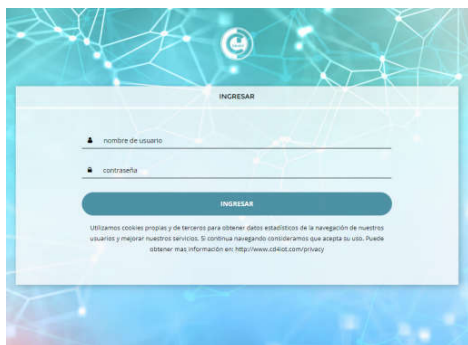 INGRESAR
nombre de usuario
contraseña
INGRESAR
Utilizamos cookies propias y de terceros para obtener datos estadísticos de la navegación de nuestros
usuarios y mejorar nuestros servicios. Si continua navegando consideramos que acepta su uso. Puede
obtener mas información en: http://www.cd4iot.com/privacy